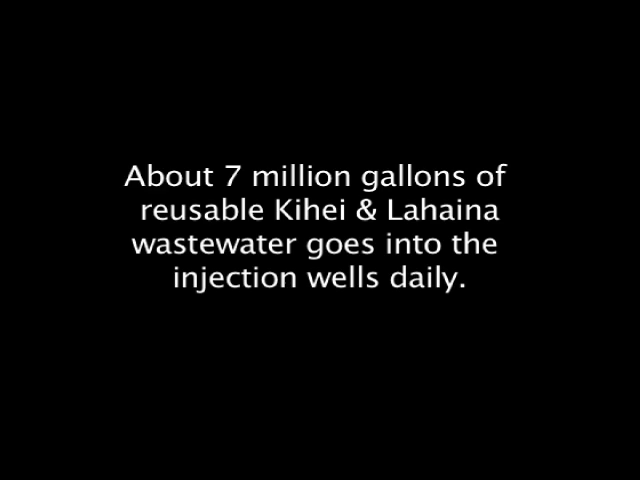 About 7 million gallons of
reusable Kihei & Lahaina
wastewater goes into the
injection wells daily.